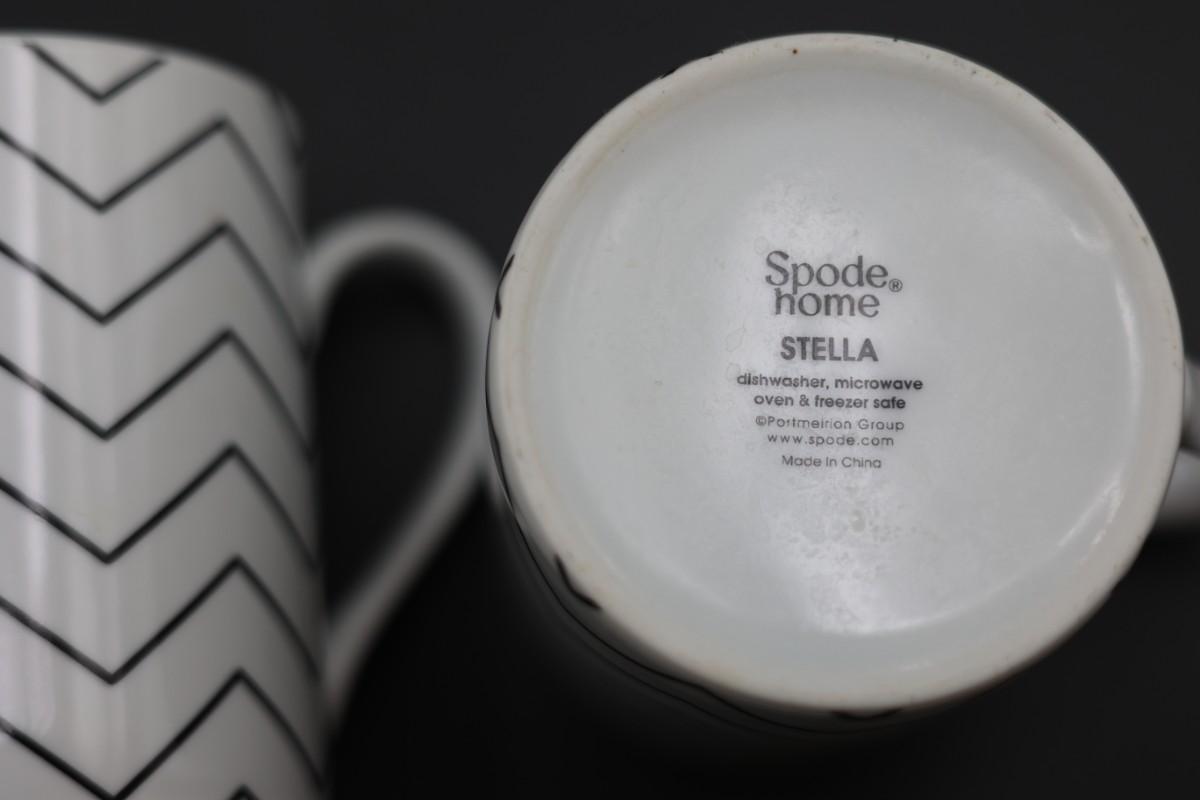 Spode®
home
STELLA
dishwasher, microwave
oven & freezer safe
©Portmeirion Group
www.spode.com
Made In China